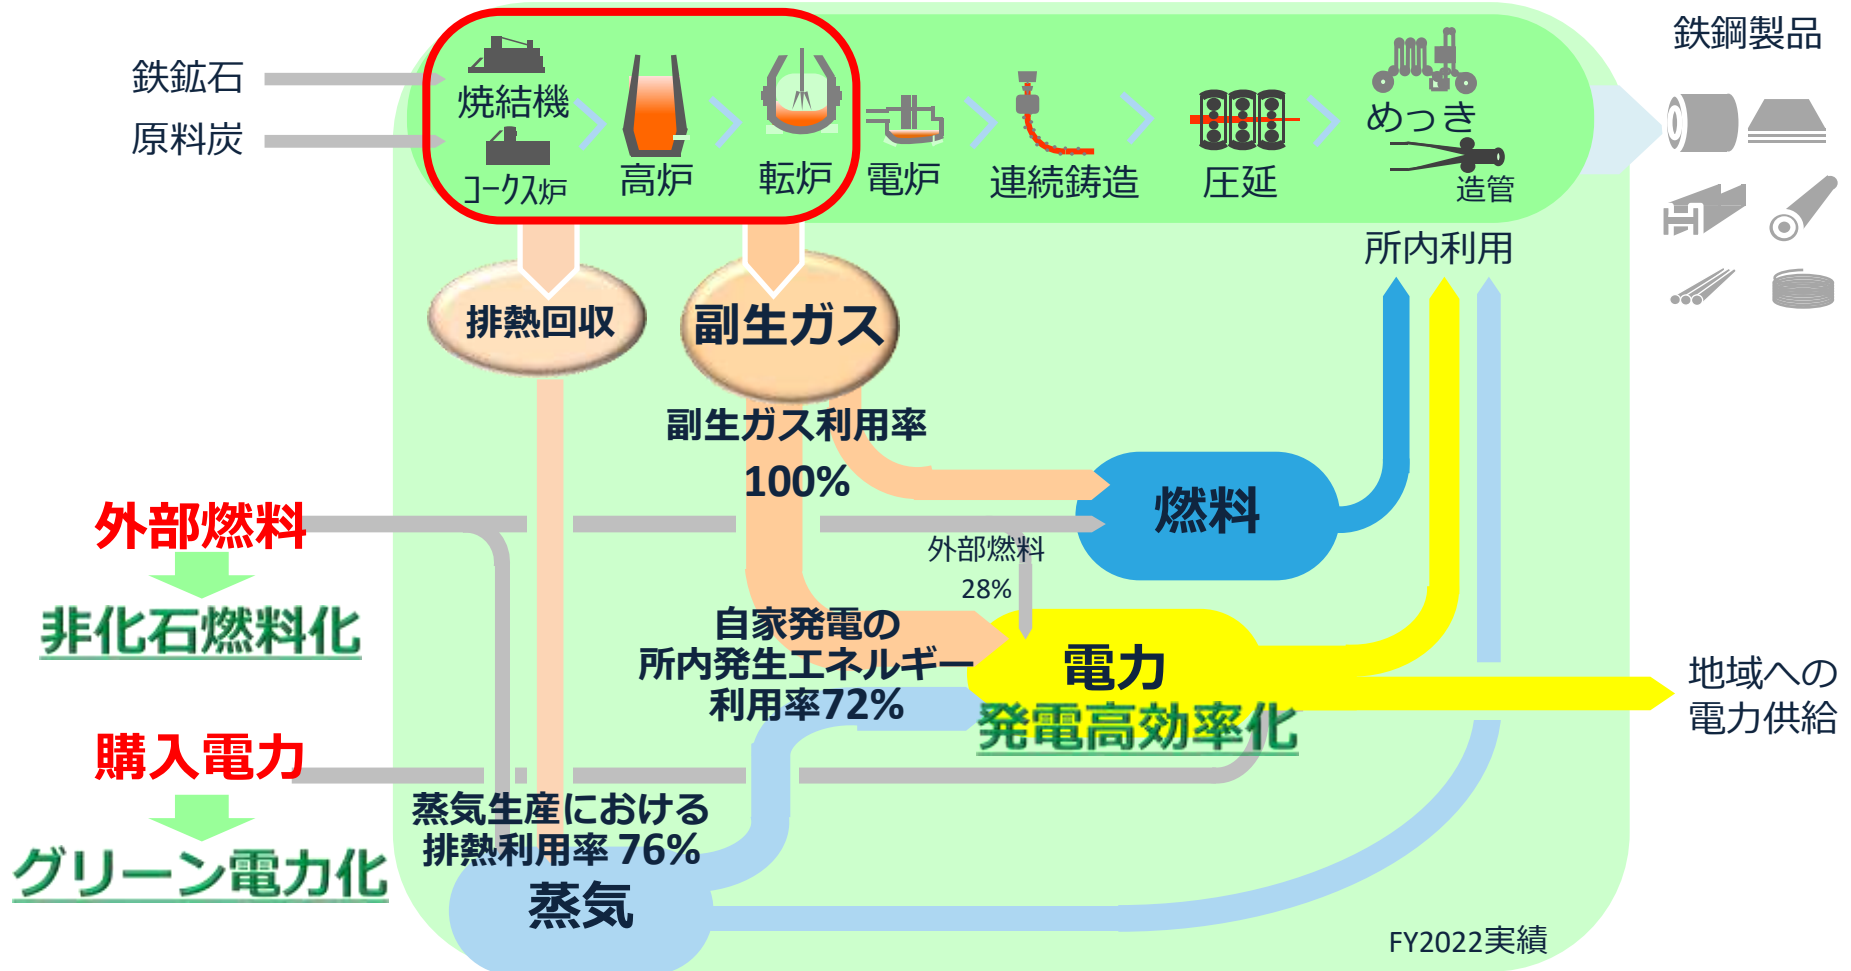 鉄鉱石
原料炭
焼結機
コークス炉
高炉
転炉
電炉
連続鋳造
圧延
めっき
造管
鉄鋼製品
所内利用
排熱回収
副生ガス
副生ガス利用率
100%
外部燃料
非化石燃料化
燃料
外部燃料
28%
自家発電の
所内発生エネルギー
利用率72%
電力
発電高効率化
地域への
電力供給
購入電力
グリーン電力化
蒸気生産における
排熱利用率 76%
蒸気
FY2022実績